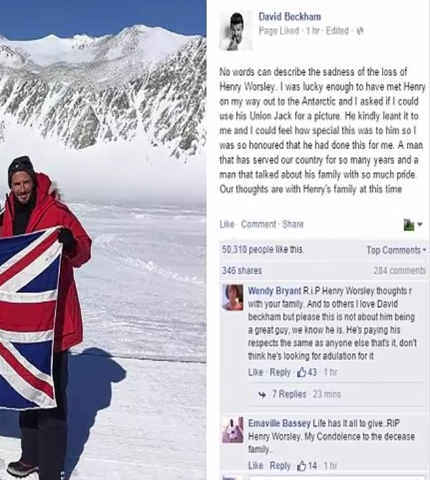 David Beckham
Page Liked · 1 hr · Edited ·
No words can describe the sadness of the loss of
Henry Worsley. I was lucky enough to have met Henry
on my way out to the Antarctic and I asked if I could
use his Union Jack for a picture. He kindly leant it to
me and I could feel how special this was to him so I
was so honoured that he had done this for me. A man
that has served our country for so many years and a
man that talked about his family with so much pride.
Our thoughts are with Henry's family at this time
Like · Comment · Share
50,310 people like this.
Top Comments
346 shares
284 comments
Wendy Bryant R.i.P Henry Worsley thoughts r
with your family. And to others I love David
beckham but please this is not about him being
a great guy, we know he is. He's paying his
respects the same as anyone else that's it, don't
think he's looking for adulation for it
Like · Reply · 43 · 1 hr
7 Replies · 23 mins
Emaville Bassey Life has it all to give..RIP
Henry Worsley. My Condolence to the decease
family..
Like · Reply · 14 · 1 hr